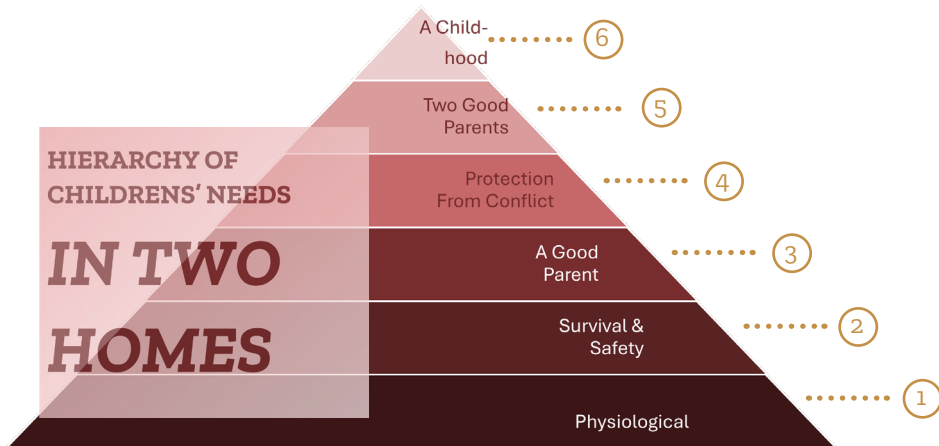 A Child-
hood
6
Two Good
Parents
5
HIERARCHY OF
CHILDRENS’ NEEDS
IN TWO
HOMES
Protection
From Conflict
4
A Good
Parent
3
Survival &
Safety
2
Physiological
1